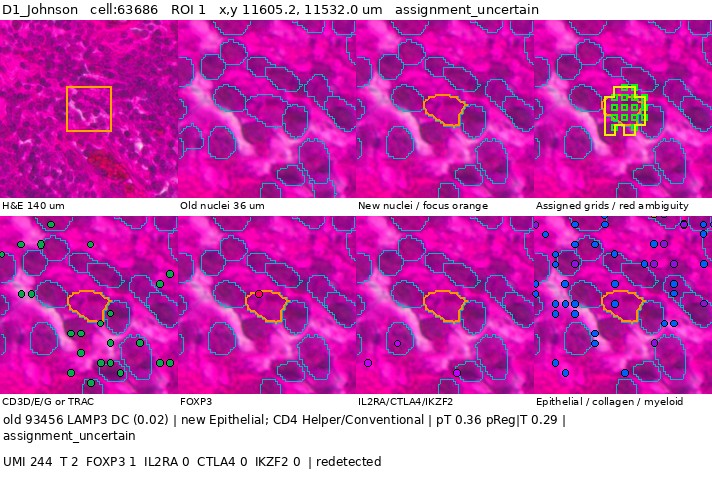 D1_Johnson cell:63686 ROI 1 x,y 11605.2, 11532.0 um assignment_uncertain
H&E 140 um
Old nuclei 36 um
New nuclei / focus orange
Assigned grids / red ambiguity
CD3D/E/G or TRAC
FOXP3
IL2RA/CTLA4/IKZF2
Epithelial / collagen / myeloid
old 93456 LAMP3 DC (0.02) | new Epithelial; CD4 Helper/Conventional | pT 0.36 pReg|T 0.29 |
assignment_uncertain
UMI 244 T 2 FOXP3 1 IL2RA 0 CTLA4 0 IKZF2 0 | redetected